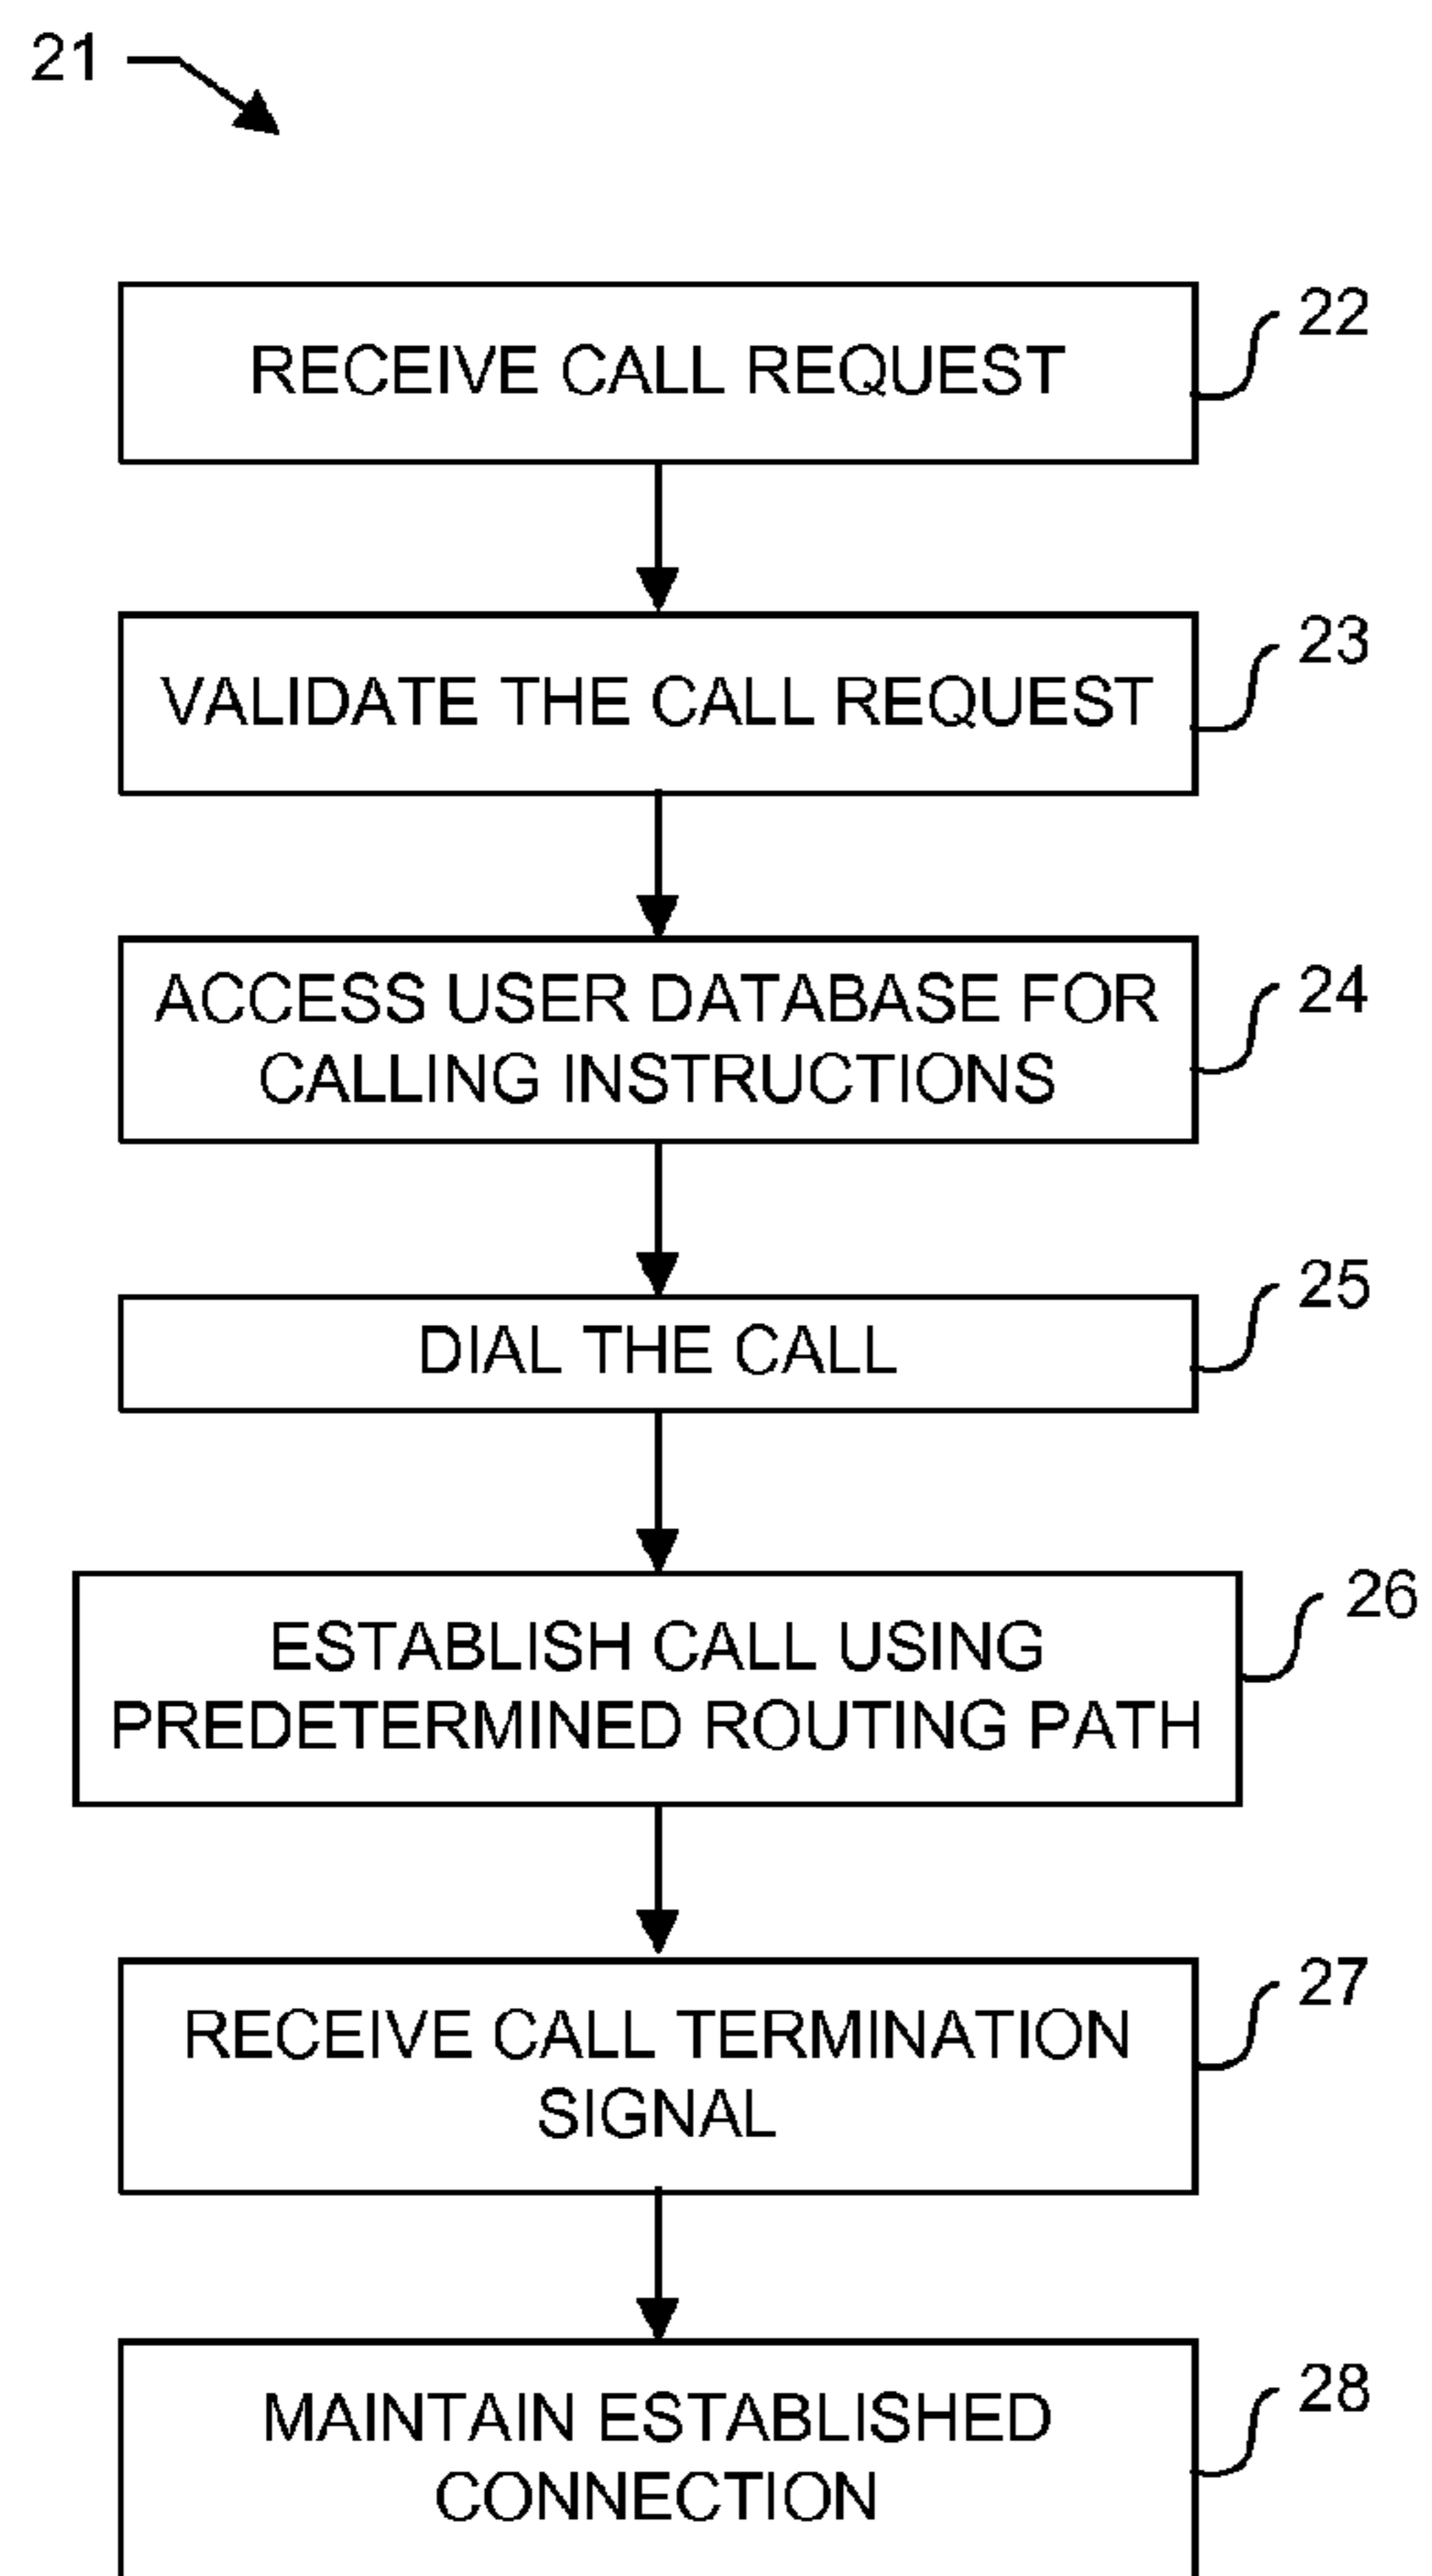 21
RECEIVE CALL REQUEST
22
VALIDATE THE CALL REQUEST
23
ACCESS USER DATABASE FOR
CALLING INSTRUCTIONS
24
DIAL THE CALL
25
ESTABLISH CALL USING
PREDETERMINED ROUTING PATH
26
RECEIVE CALL TERMINATION
SIGNAL
27
MAINTAIN ESTABLISHED
CONNECTION
28